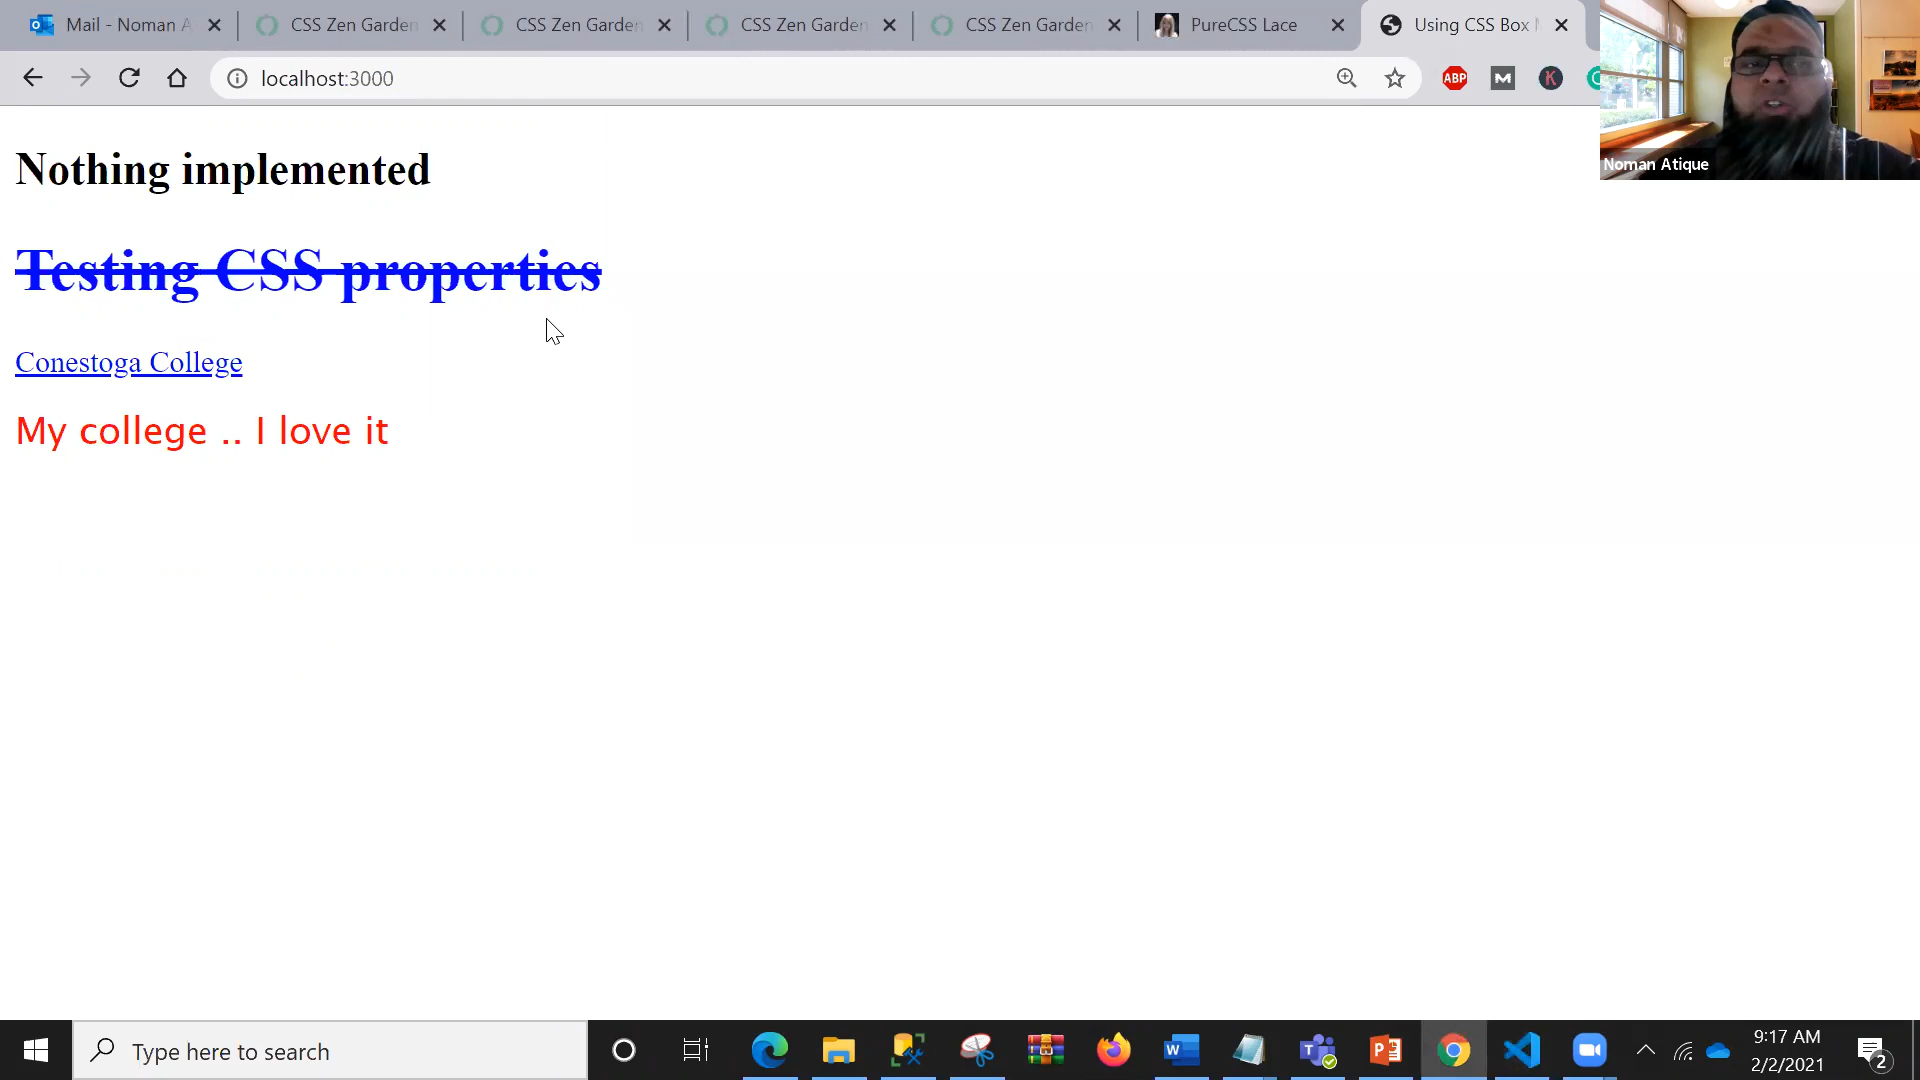 Mail - Noman A
CSS Zen Garden
CSS Zen Garden
CSS Zen Garden
CSS Zen Garden
PureCSS Lace
Using CSS Box
localhost:3000
ABP
Noman Atique
Nothing implemented
Testing CSS properties
Conestoga College
My college .. I love it
Type here to search
9:17 AM
2/2/2021
2